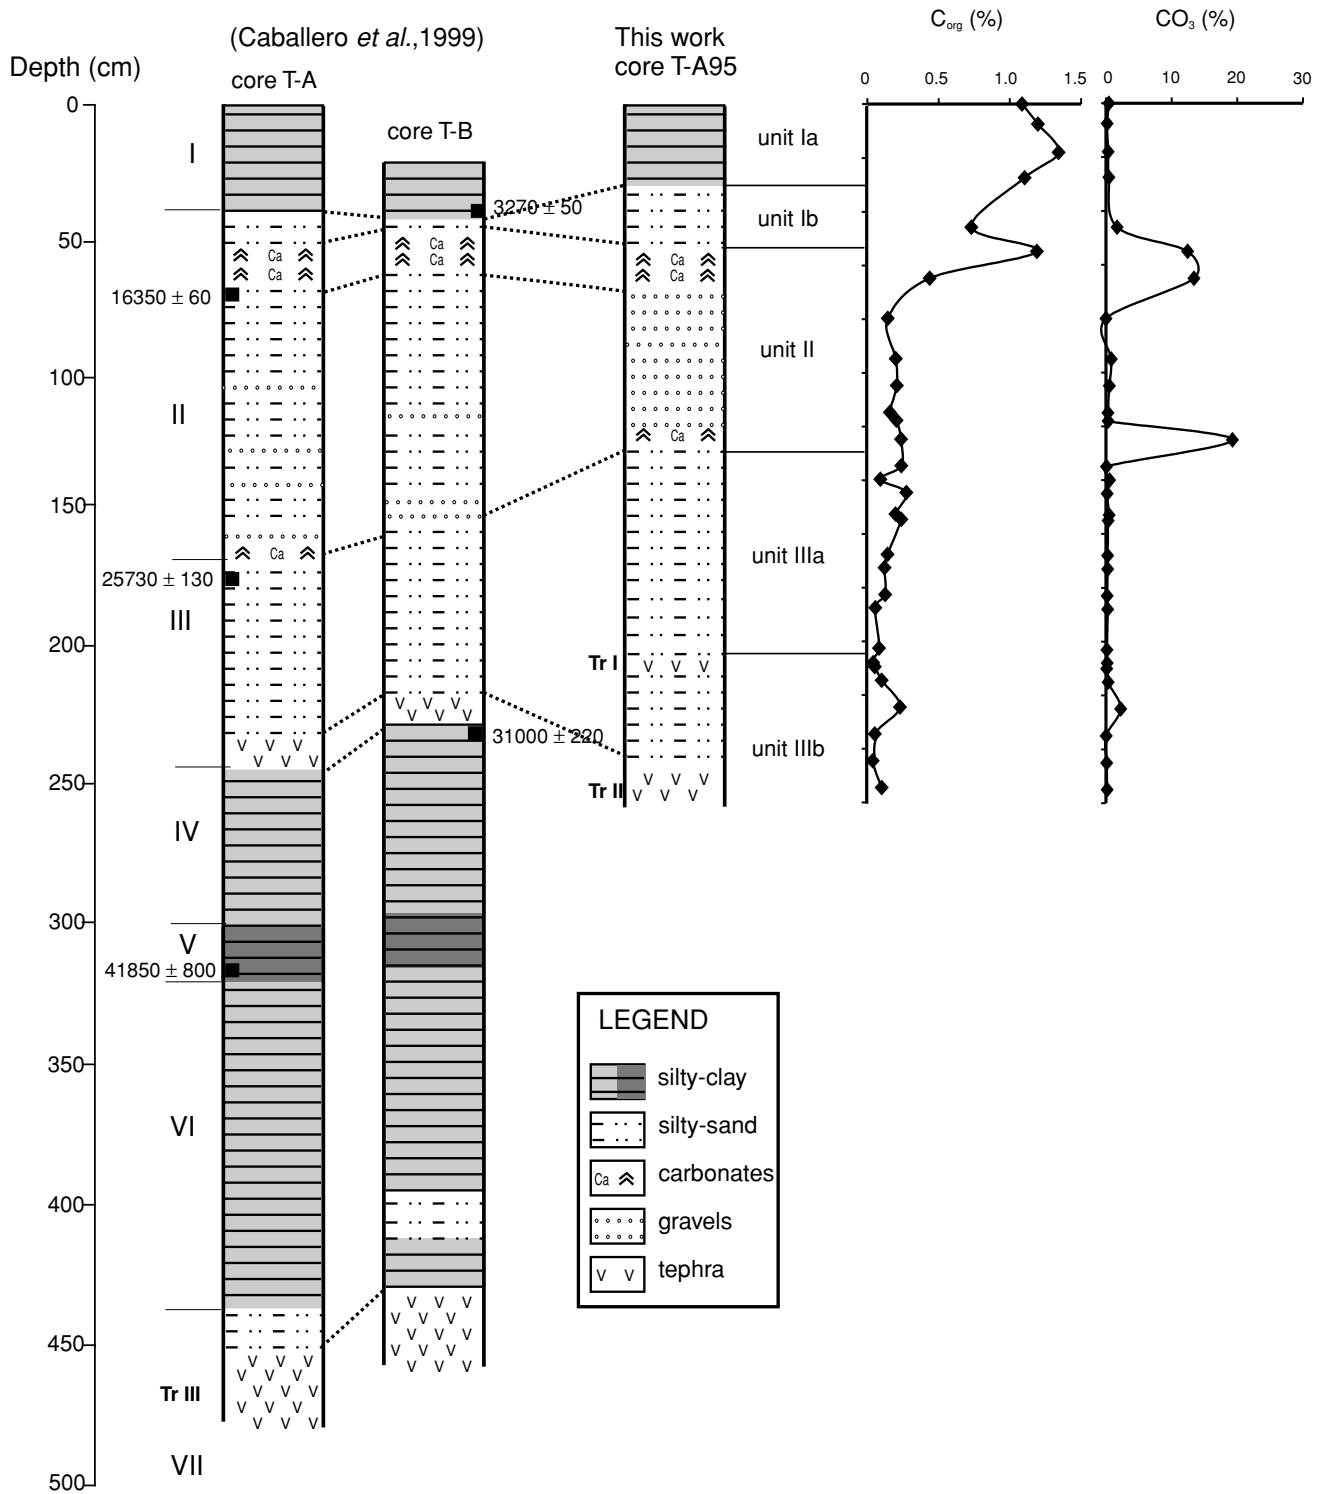 (Caballero et al.,1999)
This work
core T-A95
Depth (cm)
core T-A
core T-B
Corg (%)
CO3 (%)
0
0.5
1.0
1.5
0
10
20
30
0
50
100
150
200
250
300
350
400
450
500
I
II
III
IV
V
VI
VII
Tr III
16350 ± 60
25730 ± 130
41850 ± 800
3270 ± 50
31000 ± 220
Ca
Ca
Ca
Ca
Ca
Ca
Ca
Ca
Tr I
Tr II
unit Ia
unit Ib
unit II
unit IIIa
unit IIIb
LEGEND
silty-clay
silty-sand
Ca carbonates
gravels
V V tephra